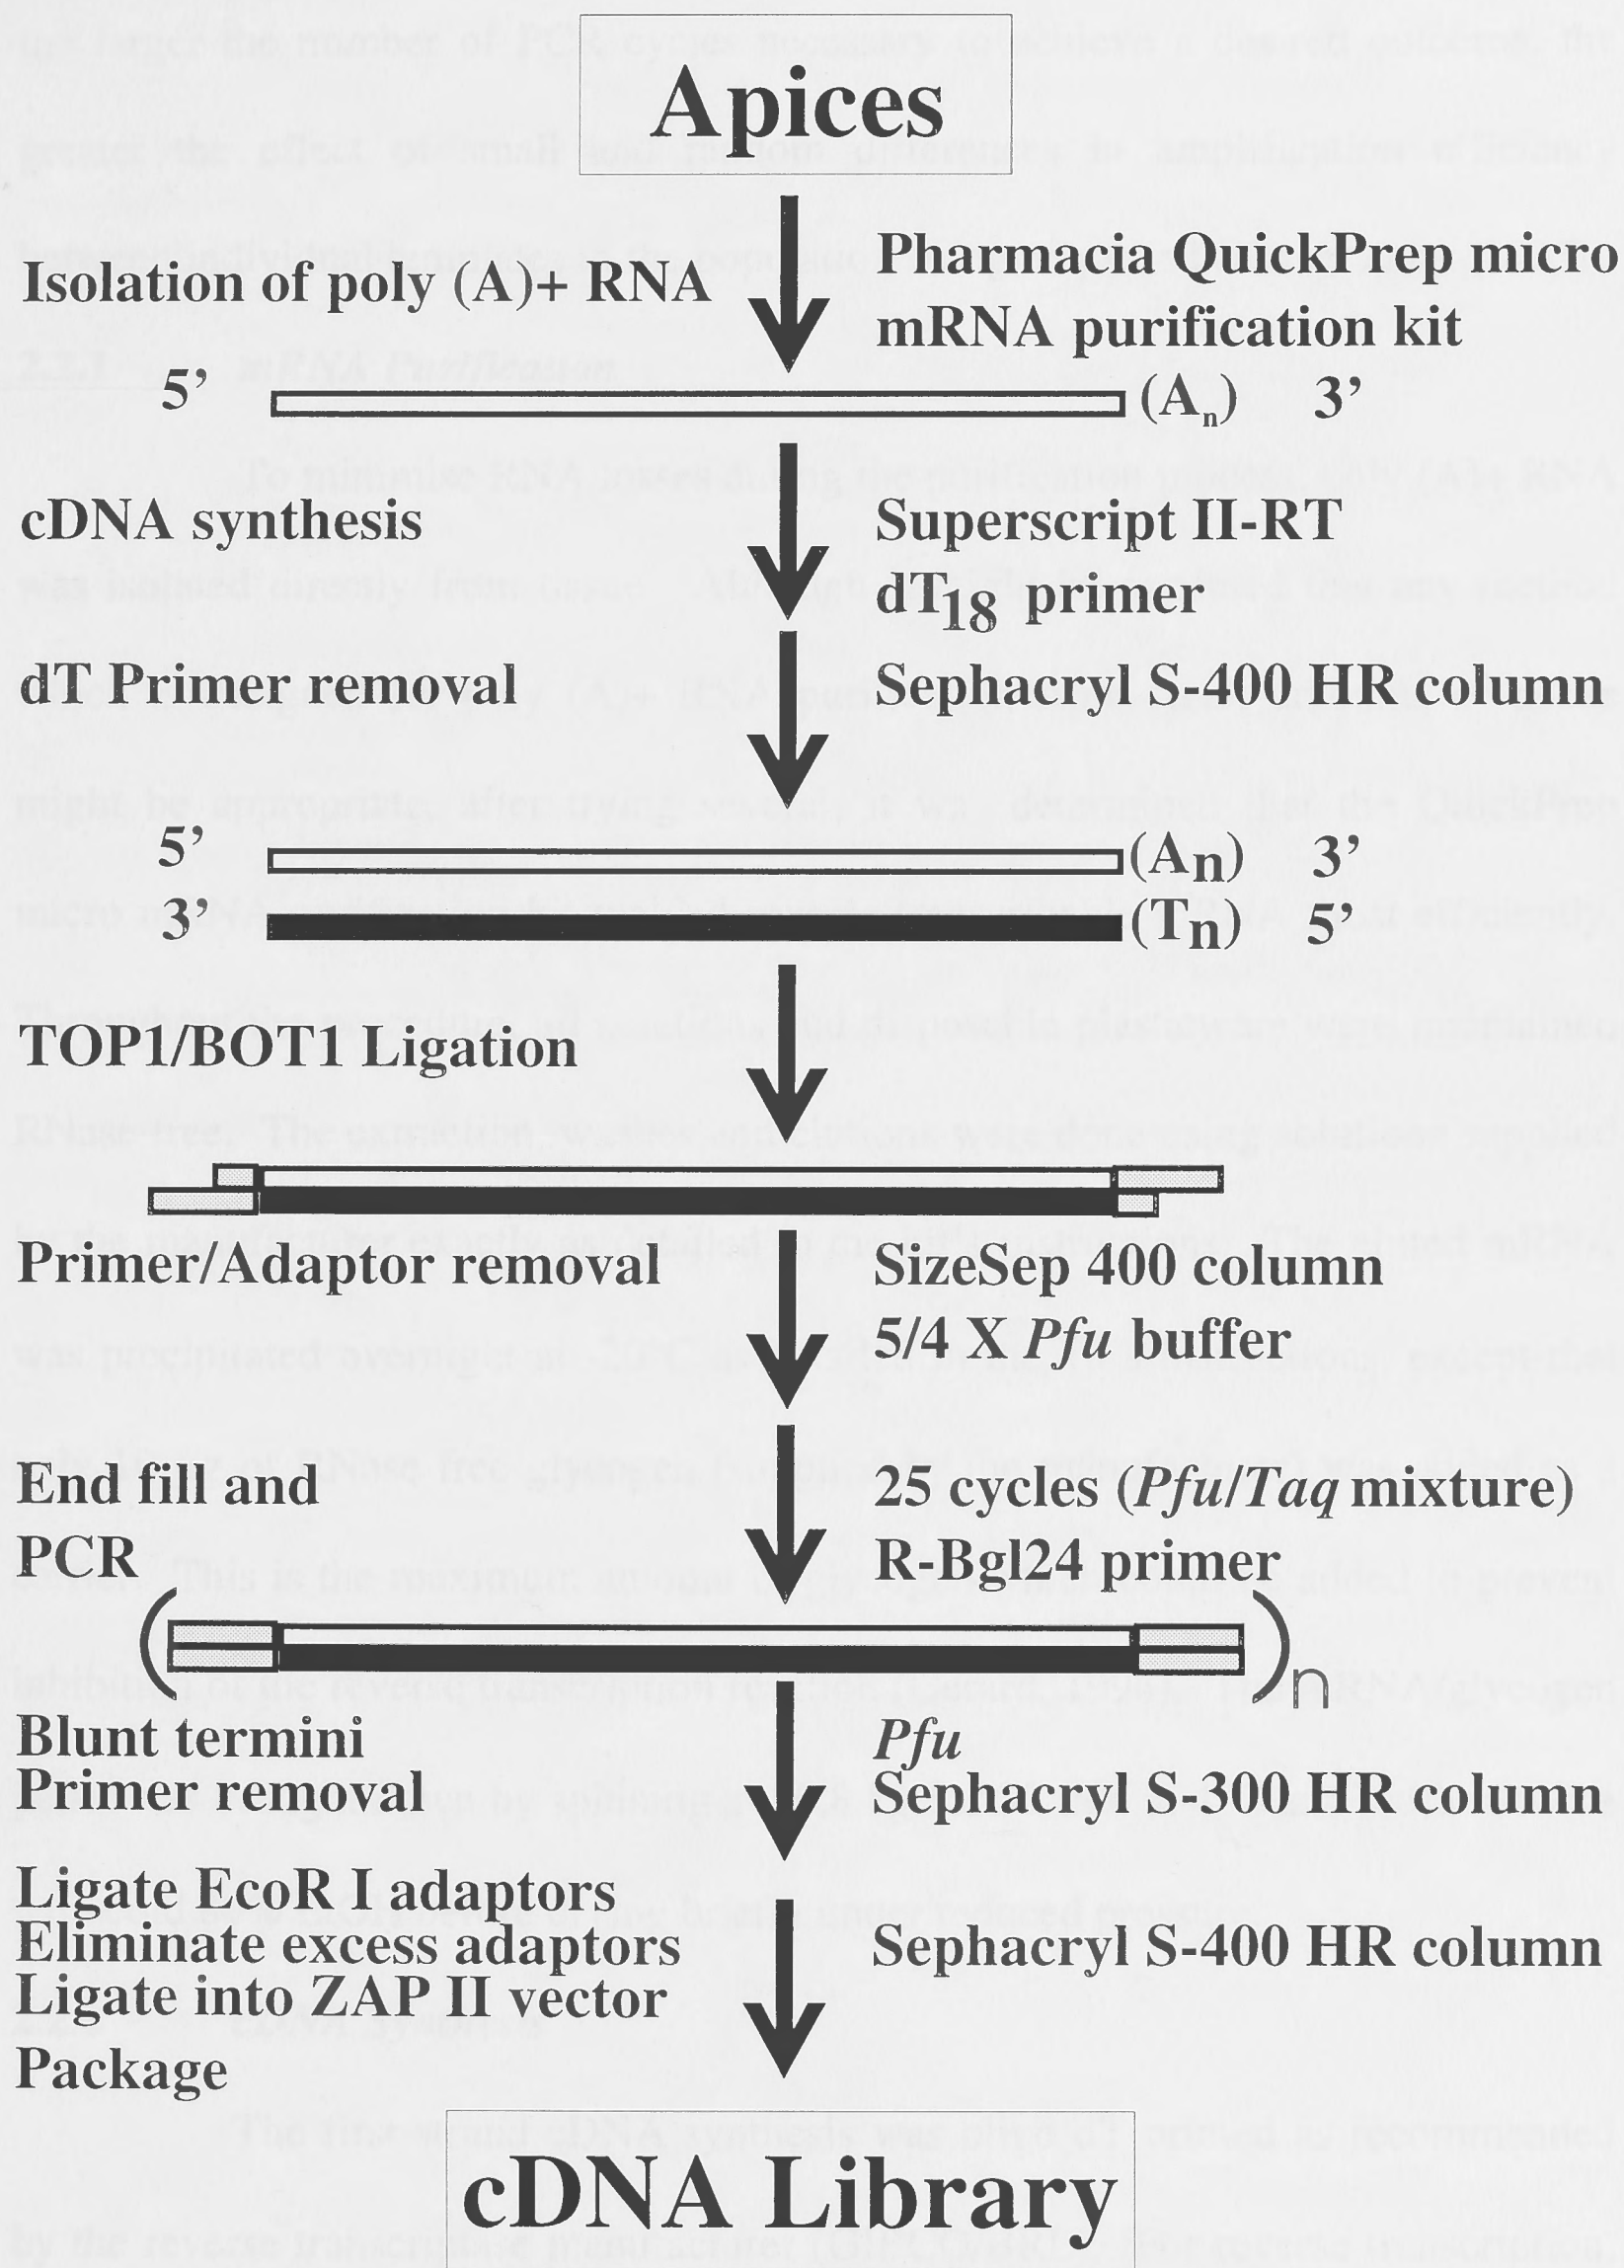 Apices
Isolation of poly (A)+ RNA
Pharmacia QuickPrep micro
mRNA purification kit
5’ (An) 3’
cDNA synthesis
Superscript II-RT
dT18 primer
dT Primer removal
Sephacryl S-400 HR column
5’ (An) 3’
3’ (Tn) 5’
TOP1/BOT1 Ligation
Primer/Adaptor removal
SizeSep 400 column
5/4 X Pfu buffer
End fill and
PCR
25 cycles (Pfu/Taq mixture)
R-Bgl24 primer
n
Blunt termini
Primer removal
Pfu
Sephacryl S-300 HR column
Ligate EcoR I adaptors
Eliminate excess adaptors
Ligate into ZAP II vector
Package
Sephacryl S-400 HR column
cDNA Library